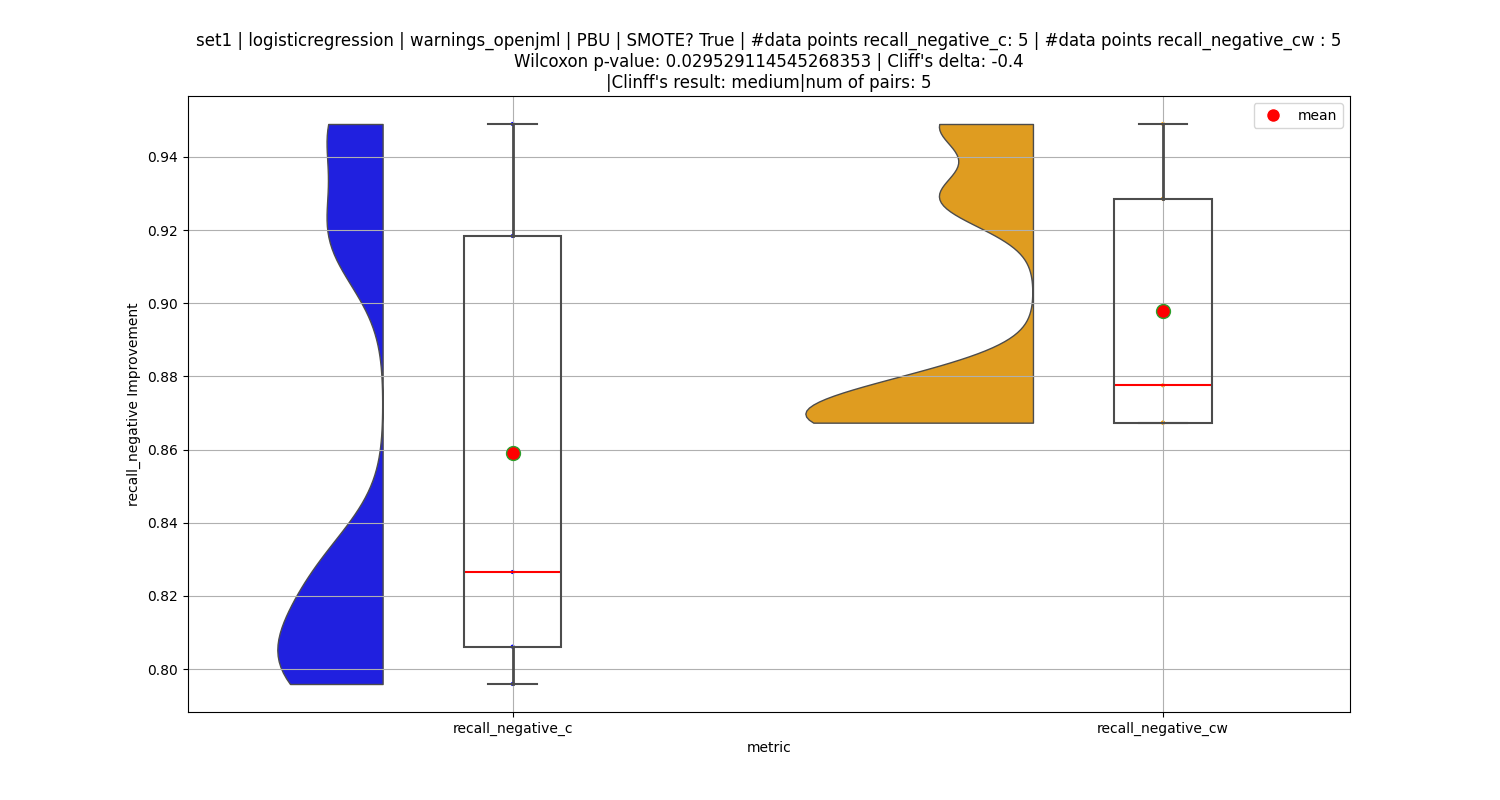 set1 | logisticregression | warnings_openjml | PBU | SMOTE? True | #data points recall_negative_c: 5 | #data points recall_negative_cw : 5
Wilcoxon p-value: 0.029529114545268353 | Cliff's delta: -0.4
|Clinff's result: medium|num of pairs: 5
mean
0.94
0.92
0.90
0.88
0.86
0.84
0.82
0.80
recall_negative Improvement
recall_negative_c
recall_negative_cw
metric